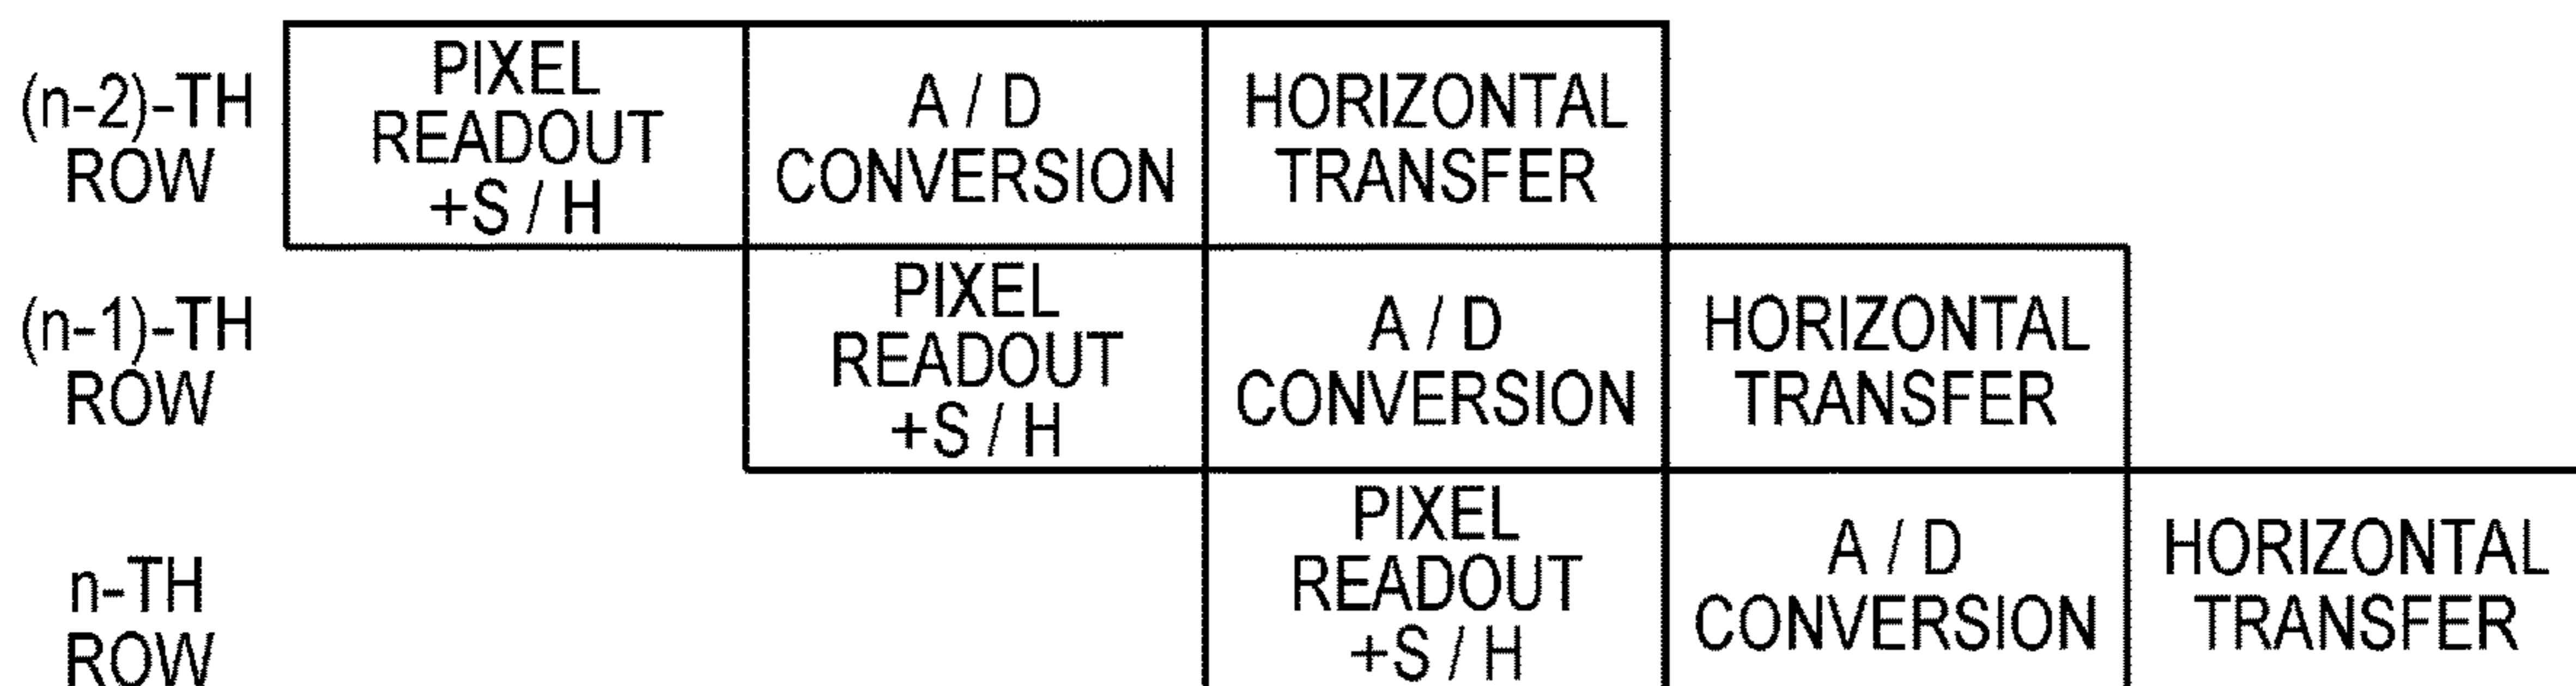 (n-2)-TH
ROW
PIXEL
READOUT
+S / H
A / D
CONVERSION
HORIZONTAL
TRANSFER
(n-1)-TH
ROW
PIXEL
READOUT
+S / H
A / D
CONVERSION
HORIZONTAL
TRANSFER
n-TH
ROW
PIXEL
READOUT
+S / H
A / D
CONVERSION
HORIZONTAL
TRANSFER